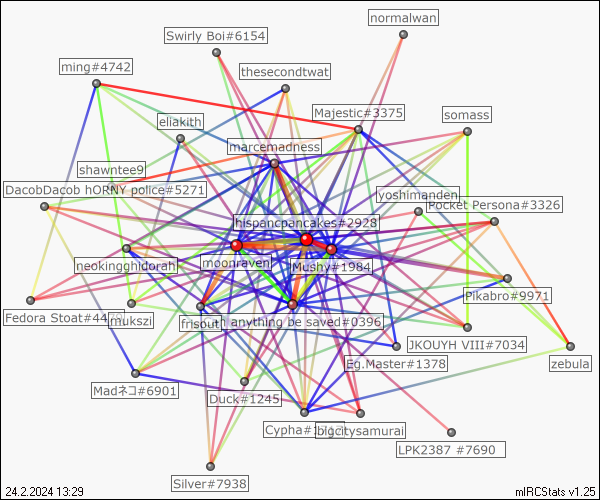 normalwan
Swirly Boi#6154
ming#4742
thesecondtwat
Majestic#3375
somass
eliakith
marcemadness
shawntee9
DacobDacob hORNY police#5271
lyoshimanden
Pocket Persona#3326
hispancpancakes#2928
moonraven
Mushy#1984
neokingghidorah
Pikabro#9971
Fedora Stoat#44
mukszi
frisout
anything be saved#0396
JKOUYH VIII#7034
Eg.Master#1378
zebula
Madネコ#6901
Duck#1245
Cypha#1
bigcitysamurai
LPK2387 #7690
Silver#7938
24.2.2024 13:29
mIRCStats v1.25